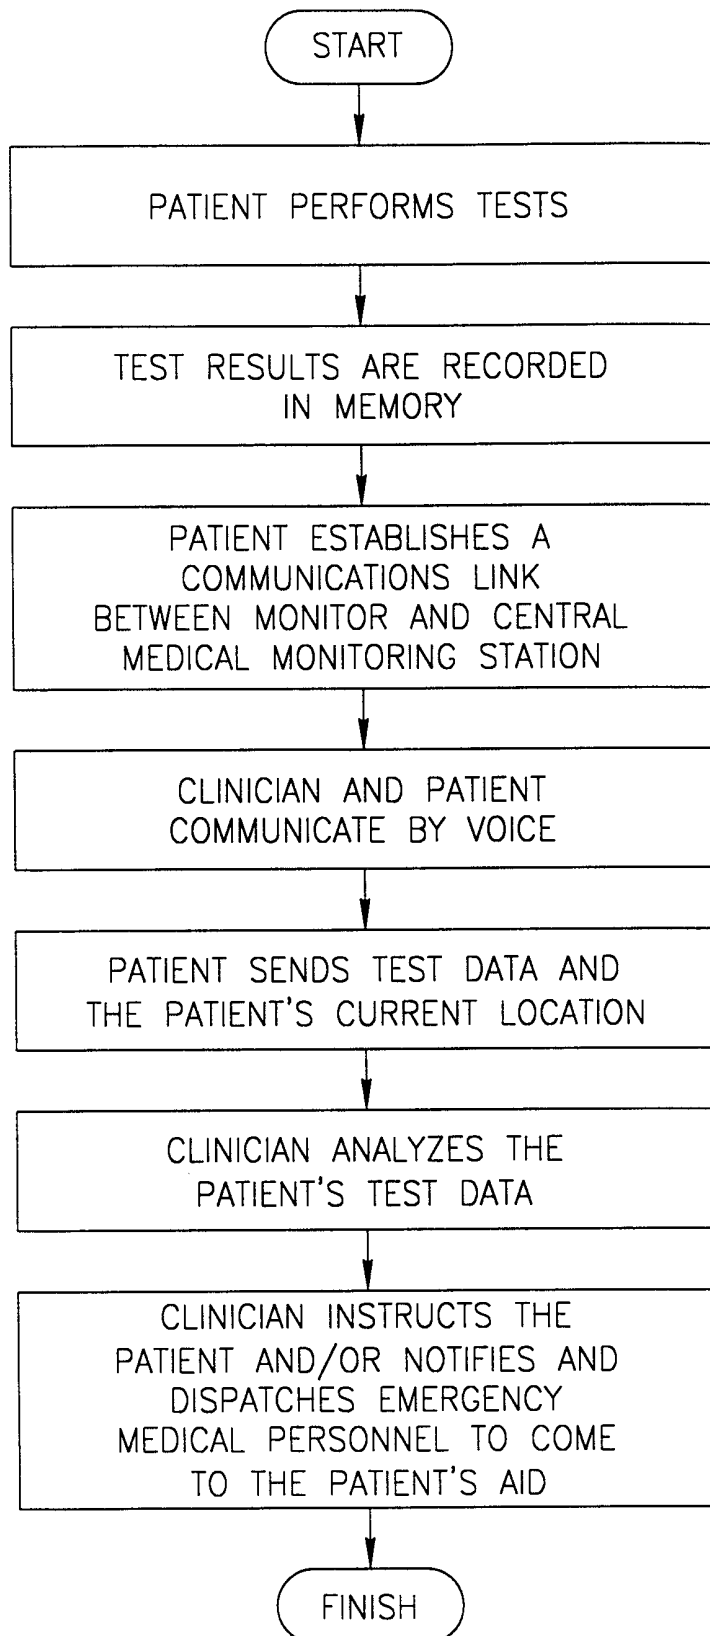 START
PATIENT PERFORMS TESTS
TEST RESULTS ARE RECORDED
IN MEMORY
PATIENT ESTABLISHES A
COMMUNICATIONS LINK
BETWEEN MONITOR AND CENTRAL
MEDICAL MONITORING STATION
CLINICIAN AND PATIENT
COMMUNICATE BY VOICE
PATIENT SENDS TEST DATA AND
THE PATIENT'S CURRENT LOCATION
CLINICIAN ANALYZES THE
PATIENT'S TEST DATA
CLINICIAN INSTRUCTS THE
PATIENT AND/OR NOTIFIES AND
DISPATCHES EMERGENCY
MEDICAL PERSONNEL TO COME
TO THE PATIENT'S AID
FINISH